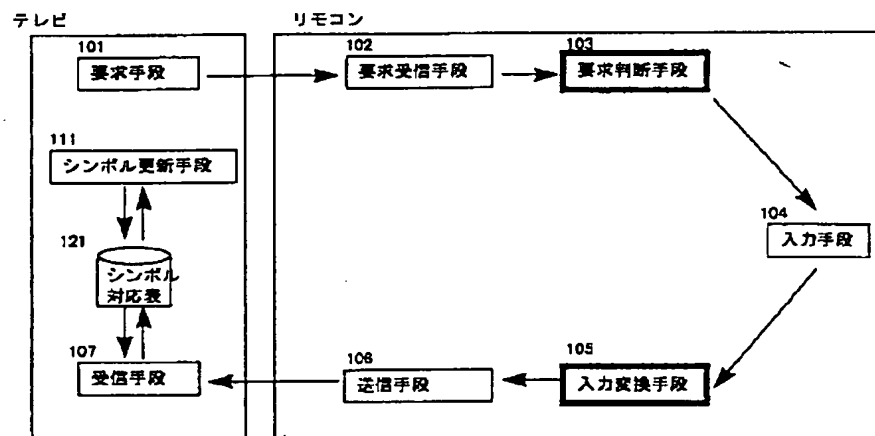 テレビ
リモコン
101
要求手段
102
要求受信手段
103
要求判断手段
111
シンボル更新手段
104
入力手段
121
シンボル
対応表
107
受信手段
106
送信手段
105
入力変換手段